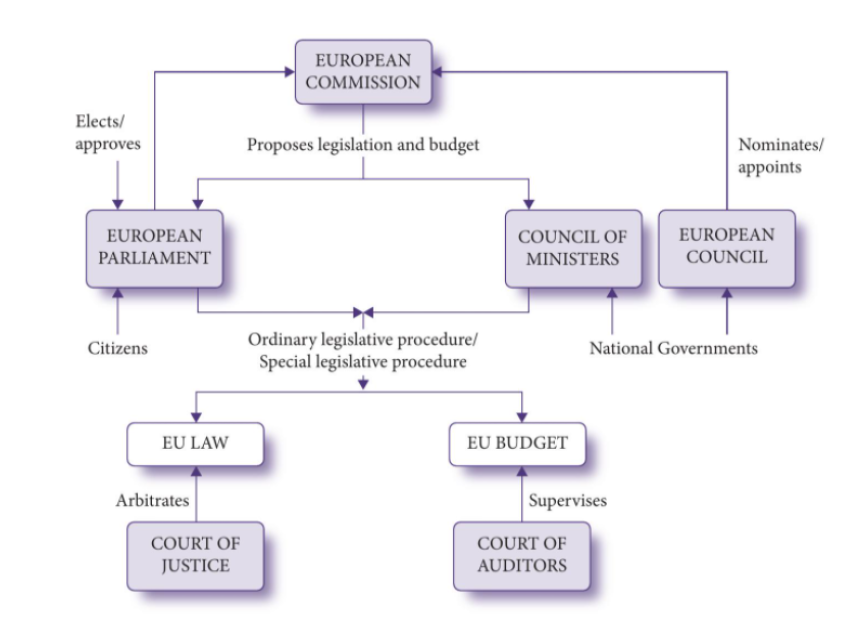 EUROPEAN
COMMISSION
Elects/
approves
Proposes legislation and budget
Nominates/
appoints
EUROPEAN
PARLIAMENT
COUNCIL OF
MINISTERS
EUROPEAN
COUNCIL
Citizens
Ordinary legislative procedure/
Special legislative procedure
National Governments
EU LAW
EU BUDGET
Arbitrates
Supervises
COURT OF
JUSTICE
COURT OF
AUDITORS